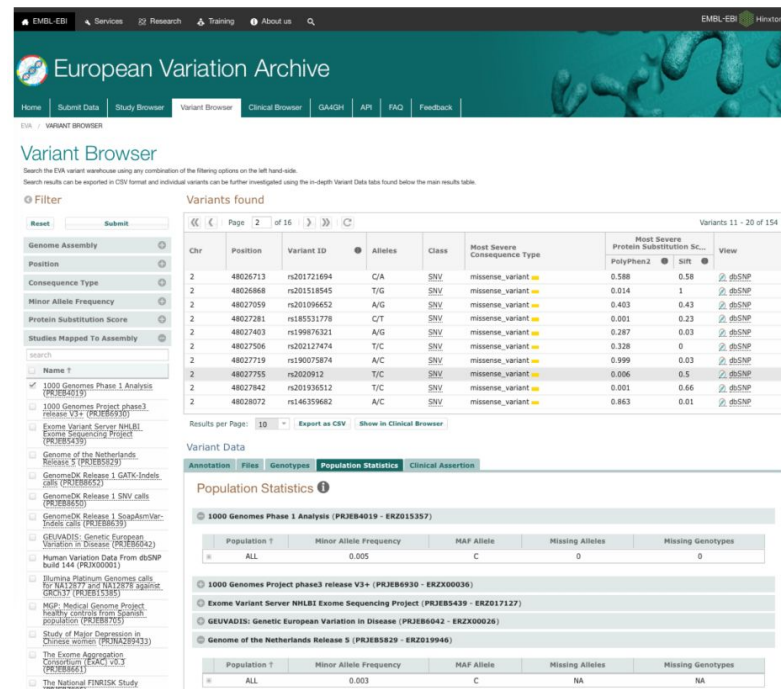 EMBL-EBI Services Research Training About us EMBL-EBI Hinxton
European Variation Archive
Home Submit Data Study Browser Variant Browser Clinical Browser GA4GH API FAQ Feedback
EVA / VARIANT BROWSER
Variant Browser
Search the EVA variant warehouse using any combination of the filtering options on the left hand-side.
Search results can be exported in CSV format and individual variants can be further investigated using the in-depth Variant Data tabs found below the main results table.
Filter
Reset Submit
Genome Assembly
Position
Consequence Type
Minor Allele Frequency
Protein Substitution Score
Studies Mapped To Assembly
search
Name ↑
1000 Genomes Phase 1 Analysis
(PRJEB4019)
1000 Genomes Project phase3
release V3+ (PRJEB6930)
Exome Variant Server NHLBI
Exome Sequencing Project
(PRJEB5439)
Genome of the Netherlands
Release 5 (PRJEB5829)
GenomeDK Release 1 GATK-Indels
calls (PRJEB8652)
GenomeDK Release 1 SNV calls
(PRJEB8650)
GenomeDK Release 1 SoapAsmVar-
Indels calls (PRJEB8639)
GEUVADIS: Genetic European
Variation in Disease (PRJEB6042)
Human Variation Data From dbSNP
build 144 (PRJX00001)
Illumina Platinum Genomes calls
for NA12877 and NA12878 against
GRCh37 (PRJEB15385)
MGP: Medical Genome Project
healthy controls from Spanish
population (PRJEB8705)
Study of Major Depression in
Chinese women (PRJNA289433)
The Exome Aggregation
Consortium (ExAC) v0.3
(PRJEB8661)
The National FINRISK Study
Variants found
Page 2 of 16 Variants 11 - 20 of 154
Chr Position Variant ID Alleles Class Most Severe Consequence Type Most Severe Protein Substitution Sc... PolyPhen2 Sift View
2 48026713 rs201721694 C/A SNV missense_variant 0.588 0.58 dbSNP
2 48026868 rs201518545 T/G SNV missense_variant 0.014 1 dbSNP
2 48027059 rs201096652 A/G SNV missense_variant 0.403 0.43 dbSNP
2 48027281 rs185531778 C/T SNV missense_variant 0.001 0.23 dbSNP
2 48027403 rs199876321 A/G SNV missense_variant 0.287 0.03 dbSNP
2 48027506 rs202127474 T/C SNV missense_variant 0.328 0 dbSNP
2 48027719 rs190075874 A/C SNV missense_variant 0.999 0.03 dbSNP
2 48027755 rs2020912 T/C SNV missense_variant 0.006 0.5 dbSNP
2 48027842 rs201936512 T/C SNV missense_variant 0.001 0.66 dbSNP
2 48028072 rs146359682 A/C SNV missense_variant 0.863 0.01 dbSNP
Results per Page: 10 Export as CSV Show in Clinical Browser
Variant Data
Annotation Files Genotypes Population Statistics Clinical Assertion
Population Statistics
1000 Genomes Phase 1 Analysis (PRJEB4019 - ERZ015357)
Population ↑ Minor Allele Frequency MAF Allele Missing Alleles Missing Genotypes
ALL 0.005 C 0 0
1000 Genomes Project phase3 release V3+ (PRJEB6930 - ERZX00036)
Exome Variant Server NHLBI Exome Sequencing Project (PRJEB5439 - ERZ017127)
GEUVADIS: Genetic European Variation in Disease (PRJEB6042 - ERZX00026)
Genome of the Netherlands Release 5 (PRJEB5829 - ERZ019946)
Population ↑ Minor Allele Frequency MAF Allele Missing Alleles Missing Genotypes
ALL 0.003 C NA NA